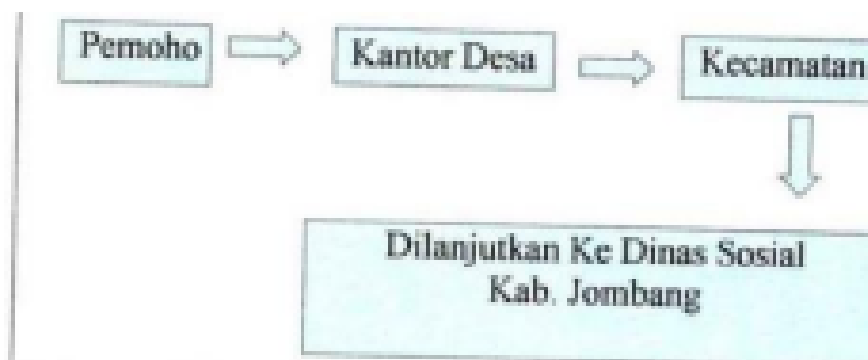 Pemoho
Kantor Desa
Kecamatan
Dilanjutkan Ke Dinas Sosial
Kab. Jombang